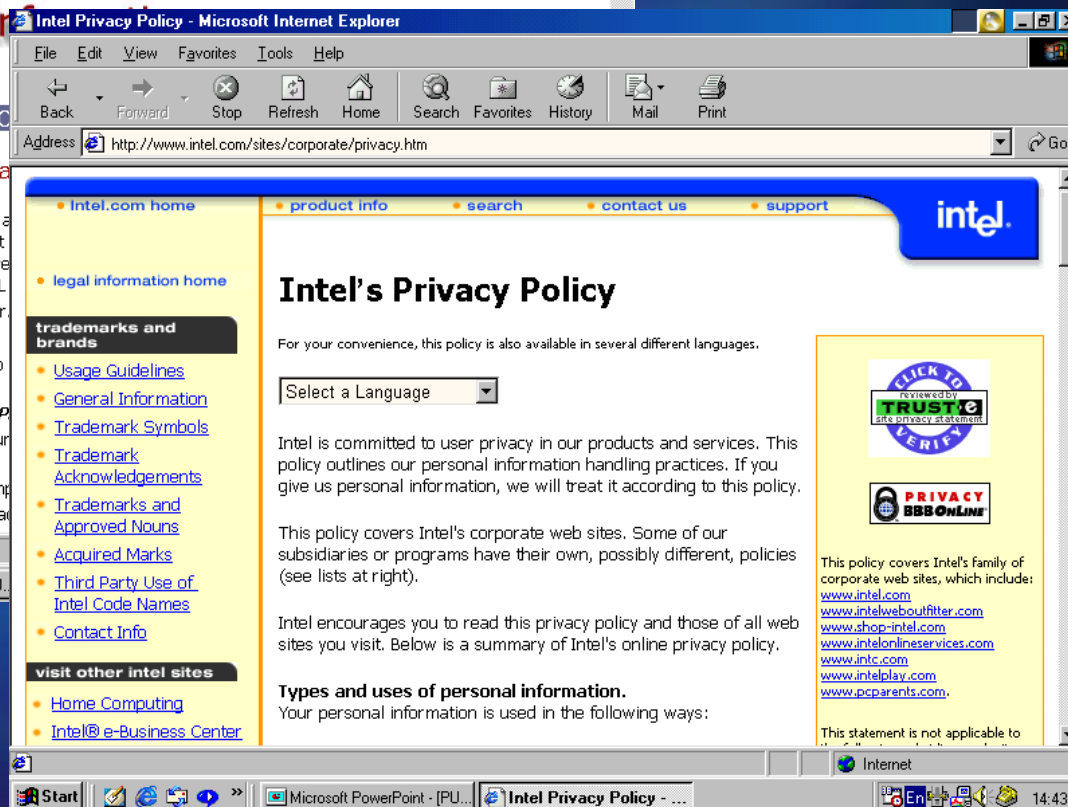 Intel Privacy Policy - Microsoft Internet Explorer
File Edit View Favorites Tools Help
Back Forward Stop Refresh Home Search Favorites History Mail Print
Address http://www.intel.com/sites/corporate/privacy.htm Go
Intel.com home product info search contact us support
intel.
legal information home
Intel's Privacy Policy
trademarks and
brands
Usage Guidelines
General Information
Trademark Symbols
Trademark
Acknowledgements
Trademarks and
Approved Nouns
Acquired Marks
Third Party Use of
Intel Code Names
Contact Info
visit other intel sites
Home Computing
Intel® e-Business Center
For your convenience, this policy is also available in several different languages.
Select a Language
Intel is committed to user privacy in our products and services. This
policy outlines our personal information handling practices. If you
give us personal information, we will treat it according to this policy.
This policy covers Intel's corporate web sites. Some of our
subsidiaries or programs have their own, possibly different, policies
(see lists at right).
Intel encourages you to read this privacy policy and those of all web
sites you visit. Below is a summary of Intel's online privacy policy.
Types and uses of personal information.
Your personal information is used in the following ways:
CLICK TO
reviewed by
TRUSTe
site privacy statement
VERIFY
PRIVACY
BBBONLINE
This policy covers Intel's family of
corporate web sites, which include:
www.intel.com
www.intelweboutfitter.com
www.shop-intel.com
www.intelonlineservices.com
www.intc.com
www.intelplay.com
www.pcparents.com.
This statement is not applicable to
Internet
Start » Microsoft PowerPoint - [PU... Intel Privacy Policy - ... En 14:43